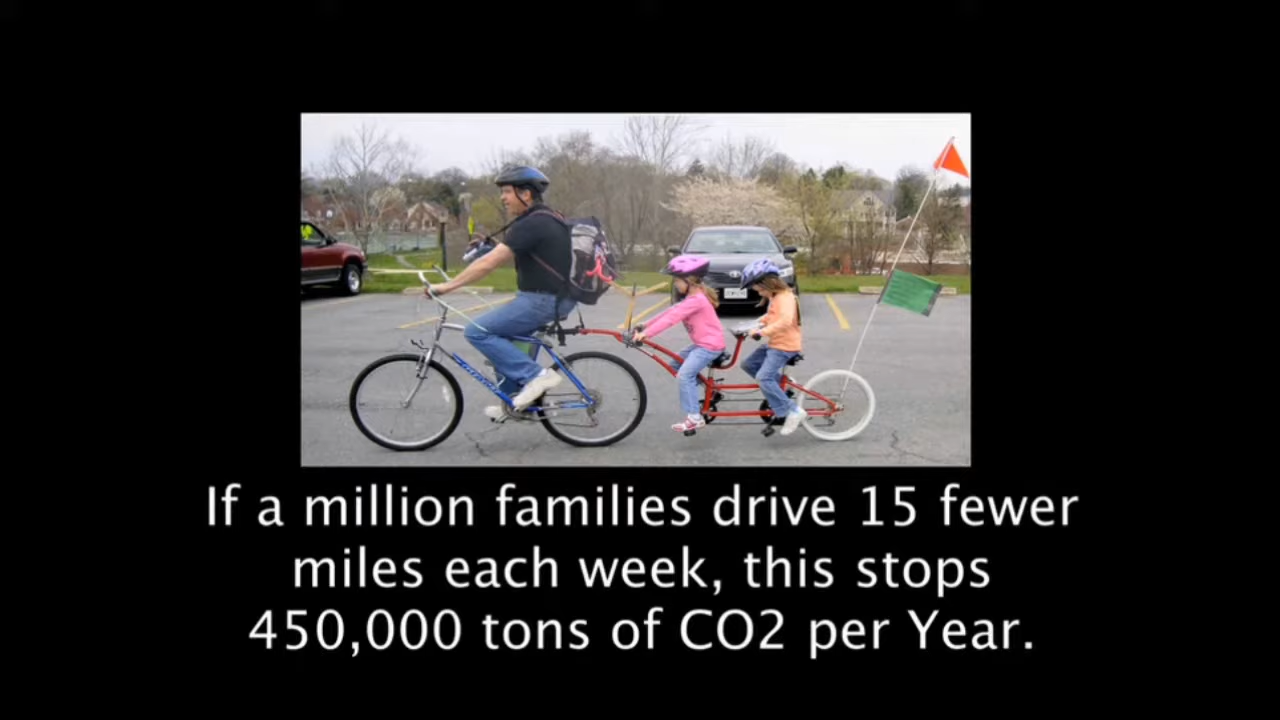 If a million families drive 15 fewer
miles each week, this stops
450,000 tons of CO2 per Year.